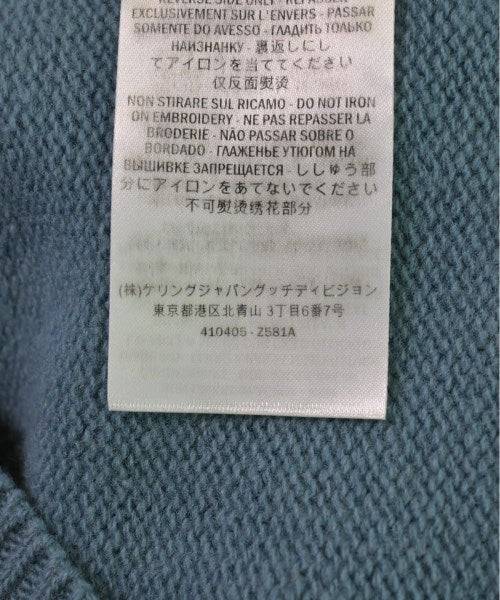 REVERSE SIDE ONLY - REPASSER
EXCLUSIVEMENT SUR L'ENVERS - PASSAR
SOMENTE DO AVESSO - ГЛАДИТЬ ТОЛЬКО
НАИЗНАНКУ - 裏返しにし
てアイロンを当ててください
仅反面熨烫
NON STIRARE SUL RICAMO - DO NOT IRON
ON EMBROIDERY - NE PAS REPASSER LA
BRODERIE - NÃO PASSAR SOBRE O
BORDADO - ГЛАЖЕНЬЕ УТЮГОМ НА
ВЫШИВКЕ ЗАПРЕЩАЕТСЯ - ししゅう部
分にアイロンをあてないでください
不可熨烫绣花部分
(株)ケリングジャパングッチディビジョン
東京都港区北青山 3丁目6番7号
410405 - Z581A